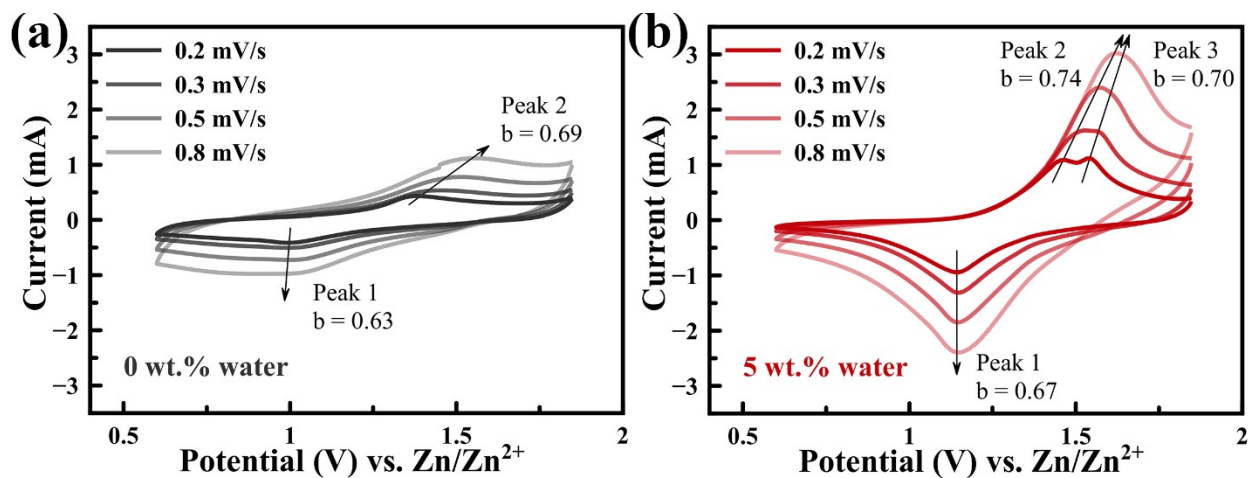 (a)
0.2 mV/s
0.3 mV/s
0.5 mV/s
0.8 mV/s
Peak 2
b = 0.69
Peak 1
b = 0.63
0 wt.% water
3
2
1
0
−1
−2
−3
Current (mA)
0.5
1
1.5
2
Potential (V) vs. Zn/Zn²⁺
(b)
0.2 mV/s
0.3 mV/s
0.5 mV/s
0.8 mV/s
Peak 2
b = 0.74
Peak 3
b = 0.70
Peak 1
b = 0.67
5 wt.% water
3
2
1
0
−1
−2
−3
Current (mA)
0.5
1
1.5
2
Potential (V) vs. Zn/Zn²⁺